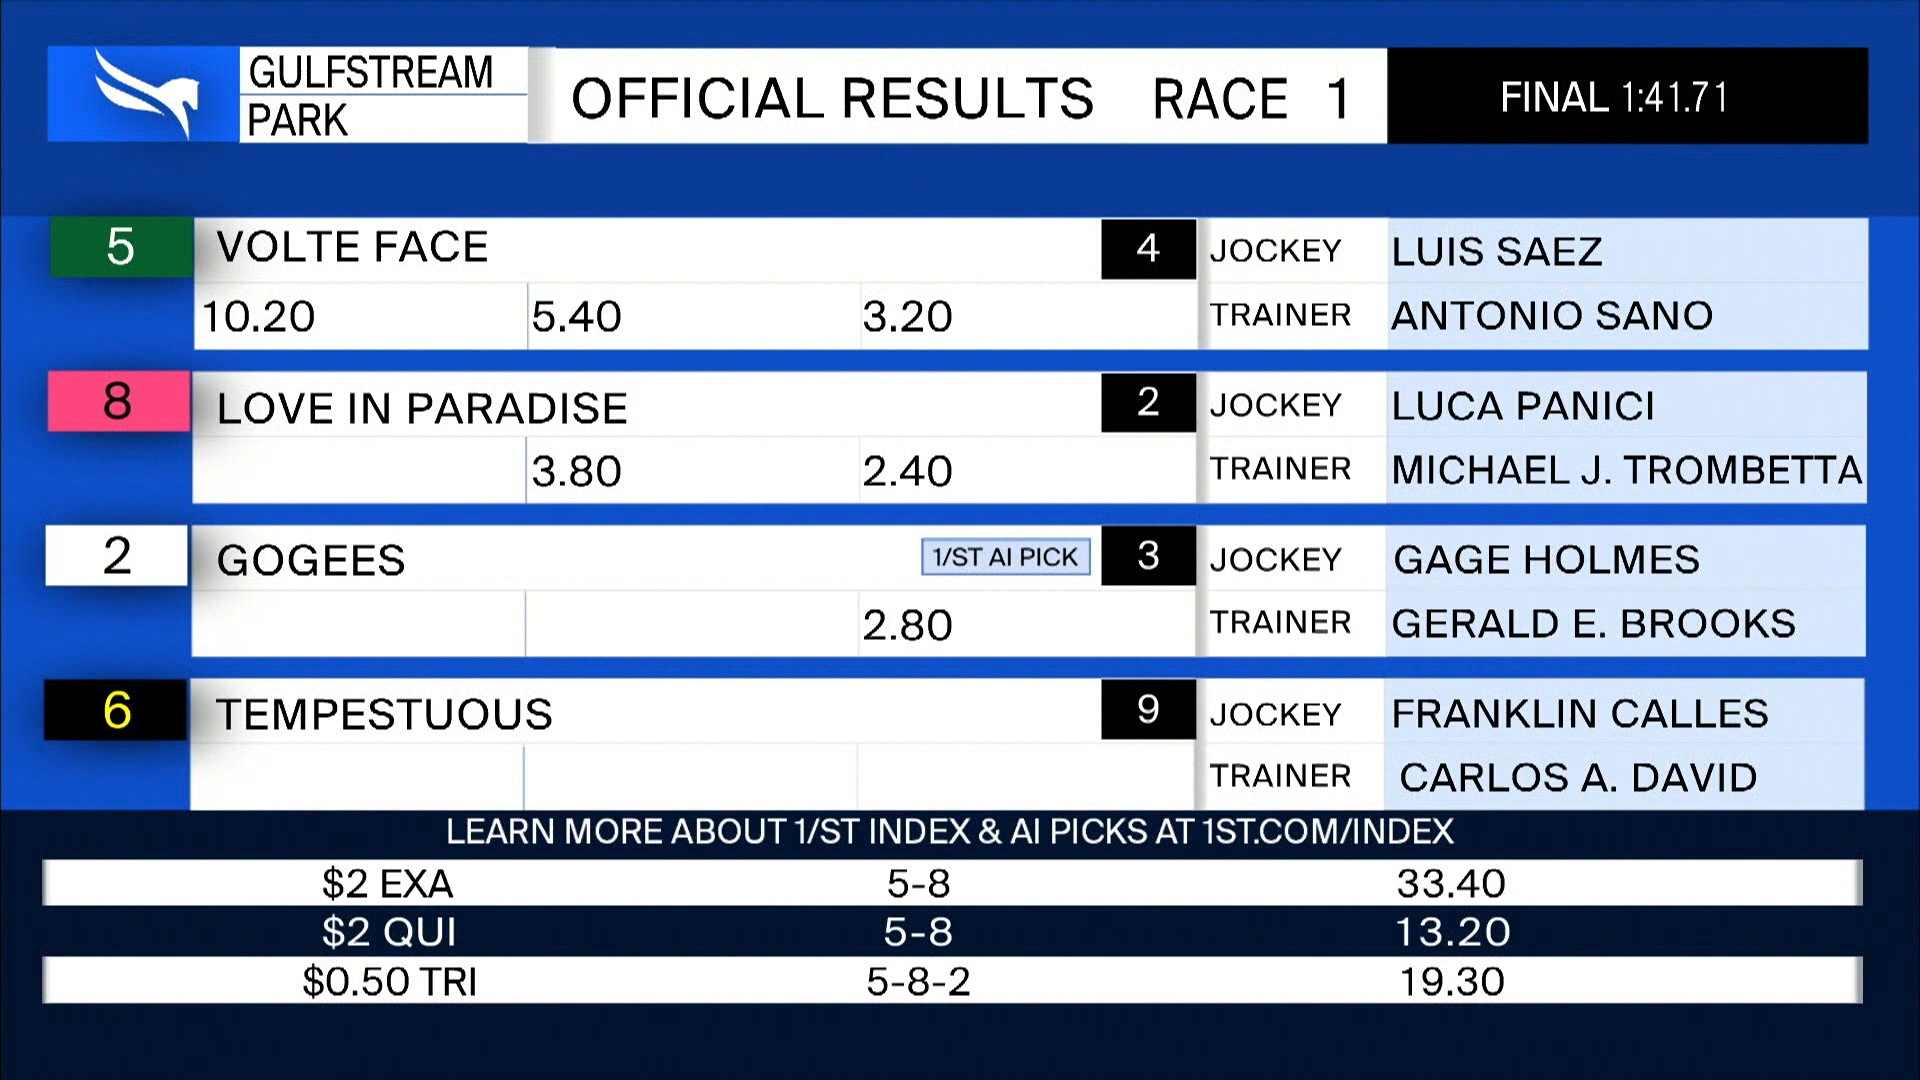 GULFSTREAM
PARK
OFFICIAL RESULTS RACE 1
FINAL 1:41.71
5 VOLTE FACE 4 JOCKEY LUIS SAEZ
10.20 5.40 3.20 TRAINER ANTONIO SANO
8 LOVE IN PARADISE 2 JOCKEY LUCA PANICI
3.80 2.40 TRAINER MICHAEL J. TROMBETTA
2 GOGEES 1/ST AI PICK 3 JOCKEY GAGE HOLMES
2.80 TRAINER GERALD E. BROOKS
6 TEMPESTUOUS 9 JOCKEY FRANKLIN CALLES
TRAINER CARLOS A. DAVID
LEARN MORE ABOUT 1/ST INDEX & AI PICKS AT 1ST.COM/INDEX
$2 EXA 5-8 33.40
$2 QUI 5-8 13.20
$0.50 TRI 5-8-2 19.30